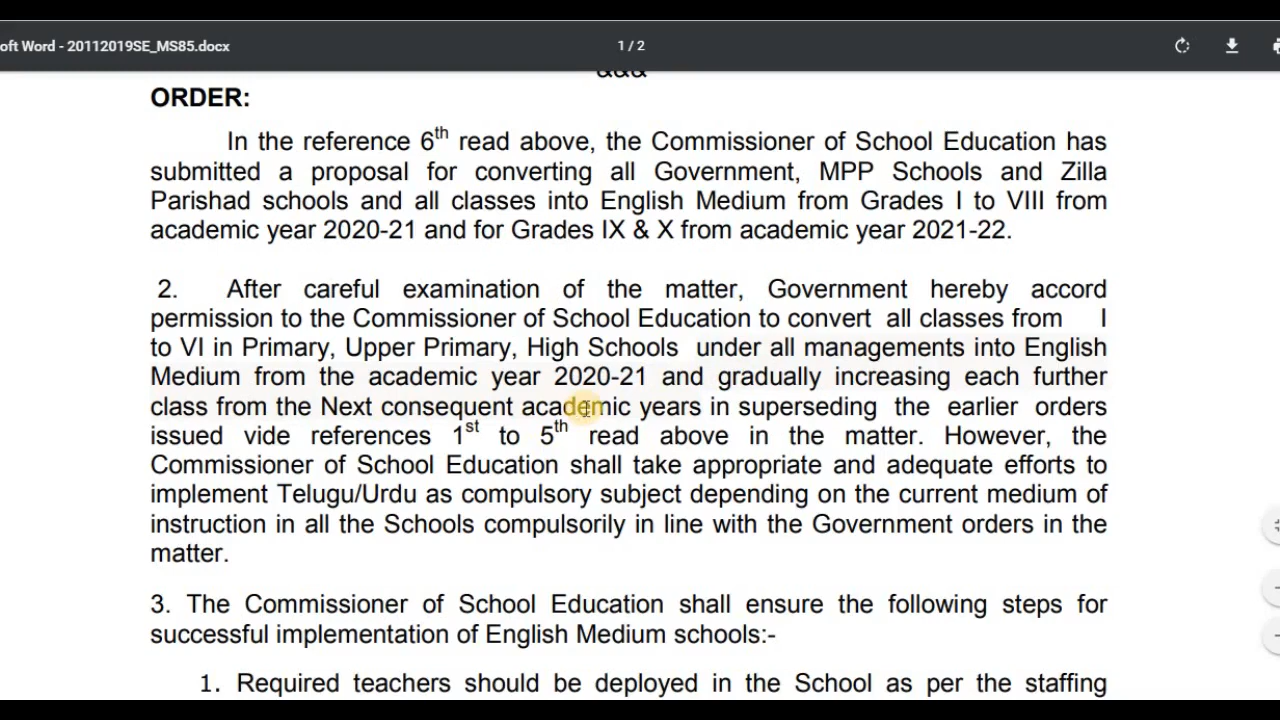 oft Word - 20112019SE_MS85.docx
1 / 2
&&&
ORDER:
In the reference 6th read above, the Commissioner of School Education has
submitted a proposal for converting all Government, MPP Schools and Zilla
Parishad schools and all classes into English Medium from Grades I to VIII from
academic year 2020-21 and for Grades IX & X from academic year 2021-22.
2. After careful examination of the matter, Government hereby accord
permission to the Commissioner of School Education to convert all classes from I
to VI in Primary, Upper Primary, High Schools under all managements into English
Medium from the academic year 2020-21 and gradually increasing each further
class from the Next consequent academic years in superseding the earlier orders
issued vide references 1st to 5th read above in the matter. However, the
Commissioner of School Education shall take appropriate and adequate efforts to
implement Telugu/Urdu as compulsory subject depending on the current medium of
instruction in all the Schools compulsorily in line with the Government orders in the
matter.
3. The Commissioner of School Education shall ensure the following steps for
successful implementation of English Medium schools:-
1. Required teachers should be deployed in the School as per the staffing